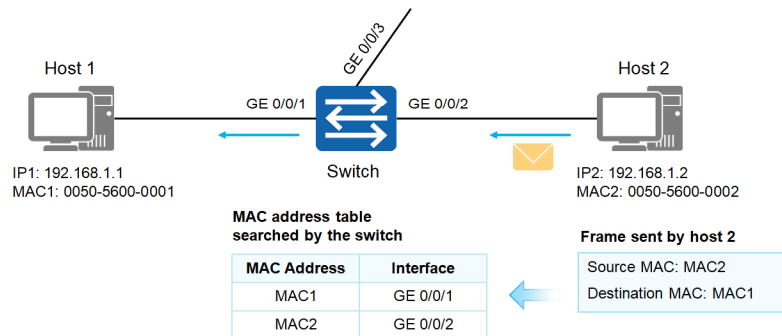 GE 0/0/3
Host 1
Host 2
GE 0/0/1
GE 0/0/2
Switch
IP1: 192.168.1.1
MAC1: 0050-5600-0001
IP2: 192.168.1.2
MAC2: 0050-5600-0002
MAC address table
searched by the switch
MAC Address Interface
MAC1 GE 0/0/1
MAC2 GE 0/0/2
Frame sent by host 2
Source MAC: MAC2
Destination MAC: MAC1